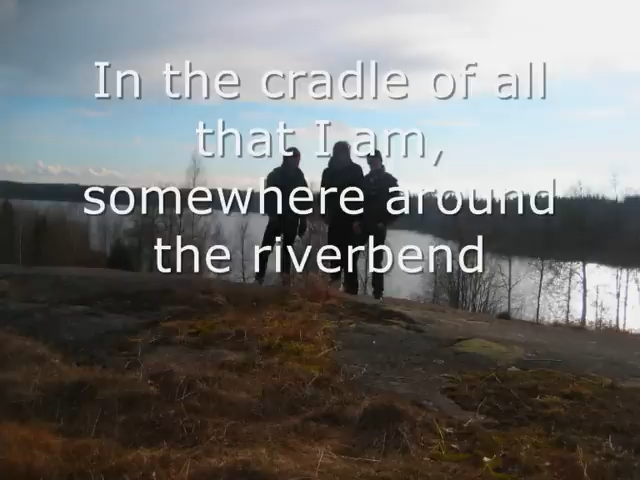 In the cradle of all
that I am,
somewhere around
the riverbend